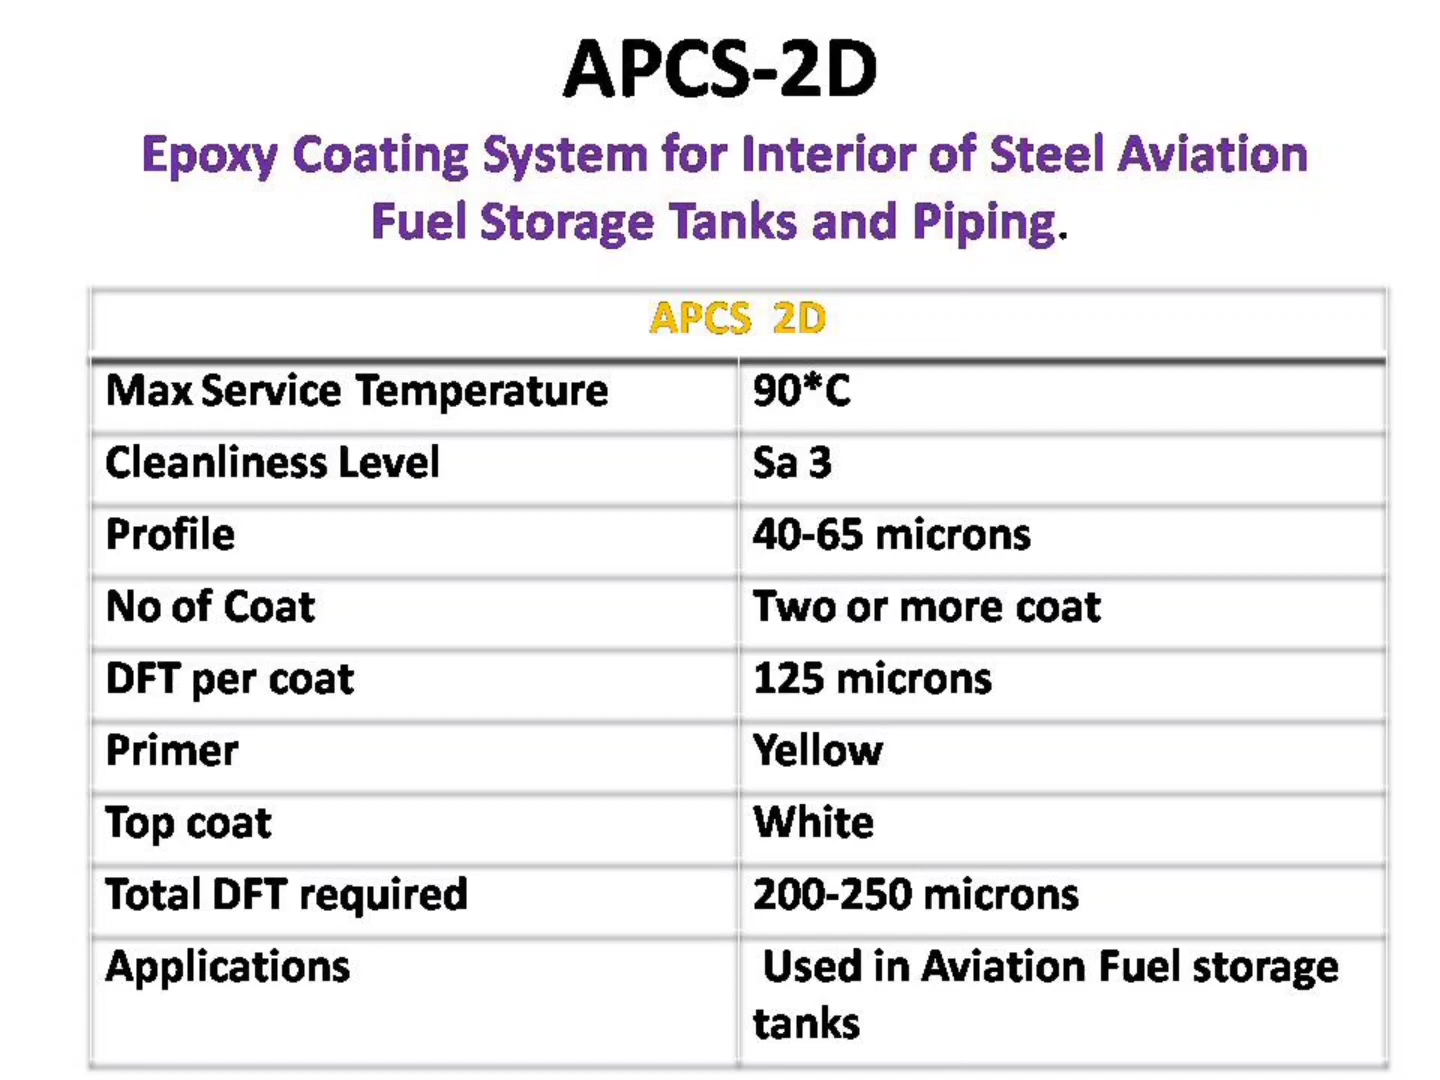 APCS-2D
Epoxy Coating System for Interior of Steel Aviation
Fuel Storage Tanks and Piping.
APCS 2D
Max Service Temperature 90*C
Cleanliness Level Sa 3
Profile 40-65 microns
No of Coat Two or more coat
DFT per coat 125 microns
Primer Yellow
Top coat White
Total DFT required 200-250 microns
Applications Used in Aviation Fuel storage
tanks